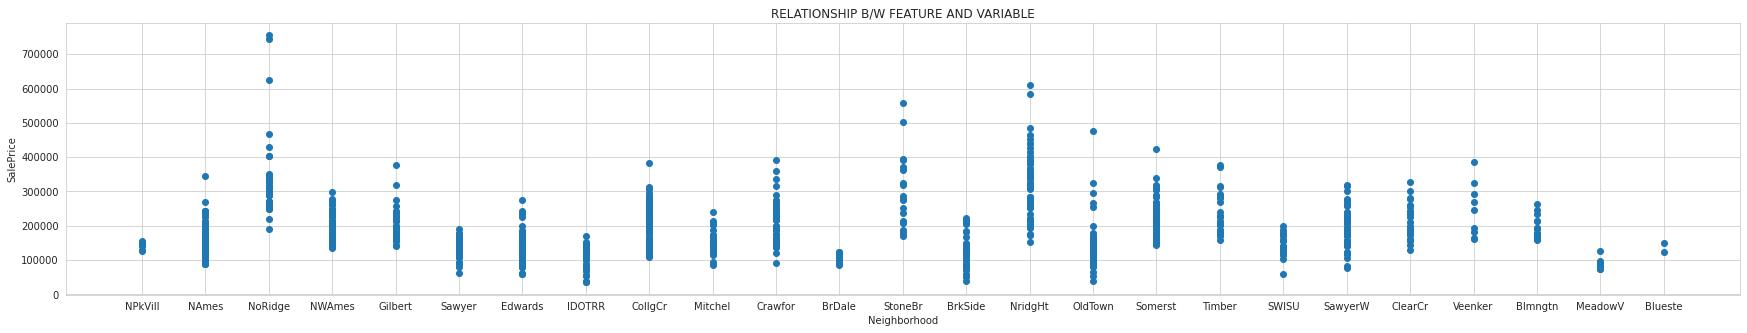 RELATIONSHIP B/W FEATURE AND VARIABLE
700000
600000
500000
400000
300000
200000
100000
0
SalePrice
NPkVill NAmes NoRidge NWAmes Gilbert Sawyer Edwards IDOTRR CollgCr Mitchel Crawfor BrDale StoneBr BrkSide NridgHt OldTown Somerst Timber SWISU SawyerW ClearCr Veenker Blmngtn MeadowV Blueste
Neighborhood